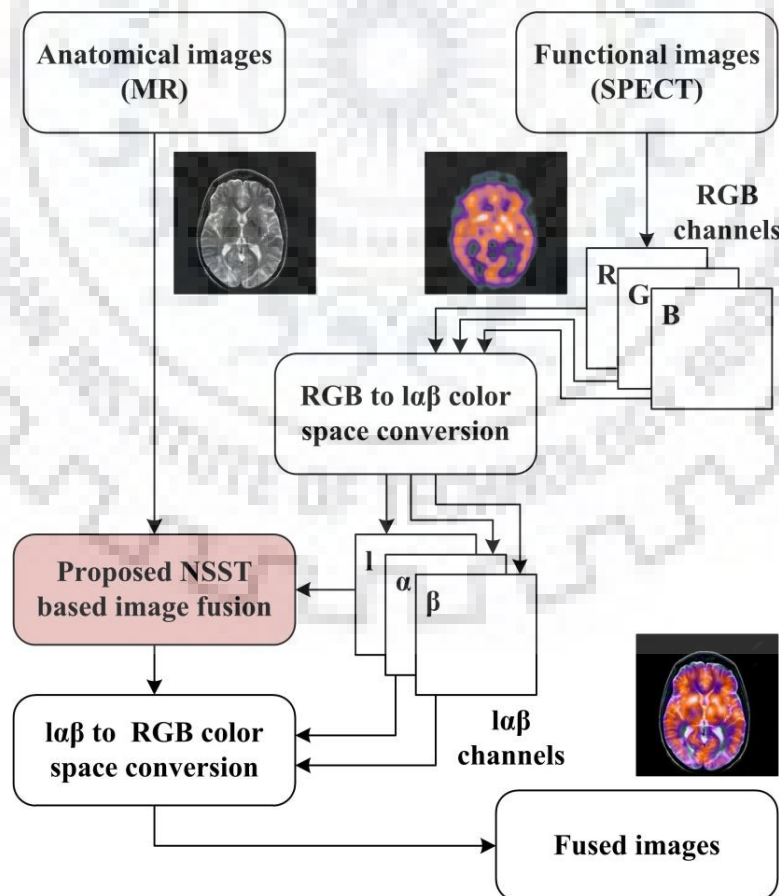 Anatomical images
(MR)
Functional images
(SPECT)
RGB
channels
R
G
B
RGB to lαβ color
space conversion
l
α
β
Proposed NSST
based image fusion
lαβ to RGB color
space conversion
lαβ
channels
Fused images